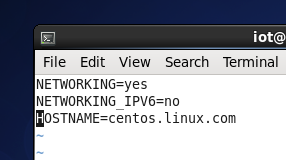 iot@
File Edit View Search Terminal
NETWORKING=yes
NETWORKING_IPV6=no
HOSTNAME=centos.linux.com
~
~